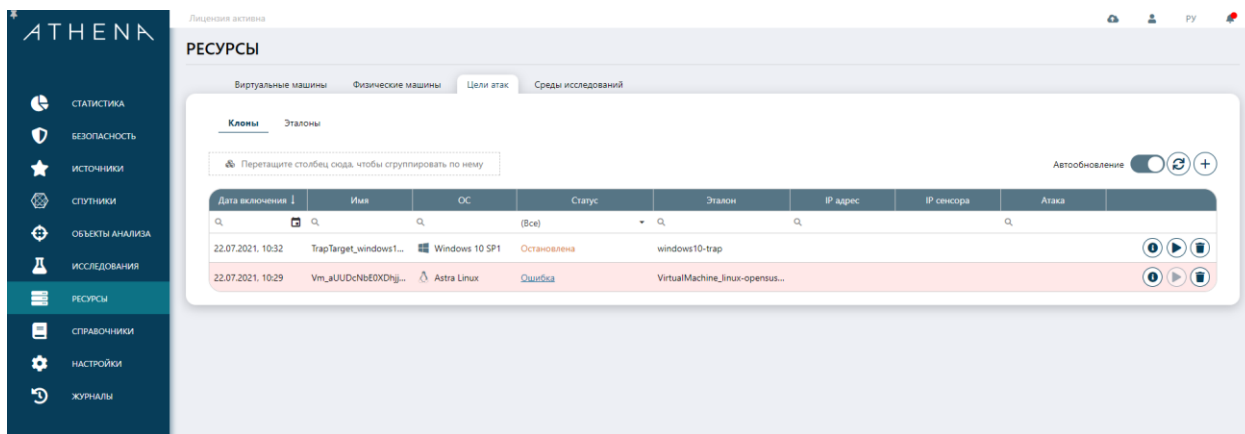 ATHENA
Лицензия активна
РУ
РЕСУРСЫ
Виртуальные машины Физические машины Цели атак Среды исследований
Клоны Эталоны
Перетащите столбец сюда, чтобы сгруппировать по нему
Автообновление
Дата включения Имя ОС Статус Эталон IP адрес IP сенсора Атака
(Все)
22.07.2021, 10:32 TrapTarget_windows1... Windows 10 SP1 Остановлена windows10-trap
22.07.2021, 10:29 Vm_aUUDcNbE0XDhjj... Astra Linux Ошибка VirtualMachine_linux-opensus...
СТАТИСТИКА
БЕЗОПАСНОСТЬ
ИСТОЧНИКИ
СПУТНИКИ
ОБЪЕКТЫ АНАЛИЗА
ИССЛЕДОВАНИЯ
РЕСУРСЫ
СПРАВОЧНИКИ
НАСТРОЙКИ
ЖУРНАЛЫ